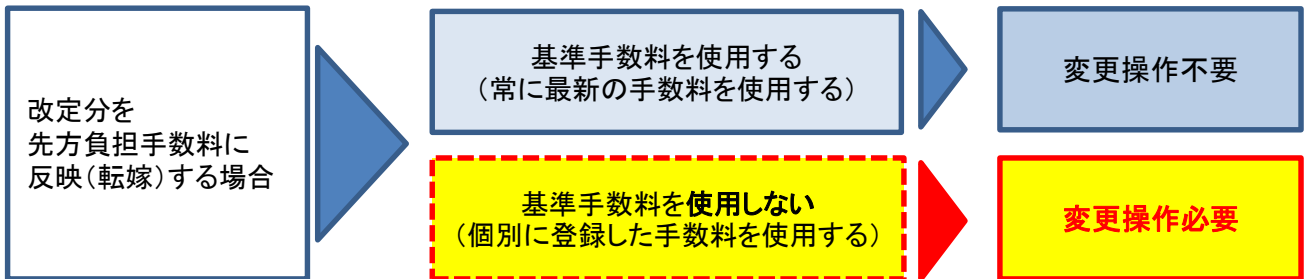 改定分を
先方負担手数料に
反映（転嫁）する場合
基準手数料を使用する
（常に最新の手数料を使用する）
変更操作不要
基準手数料を使用しない
（個別に登録した手数料を使用する）
変更操作必要